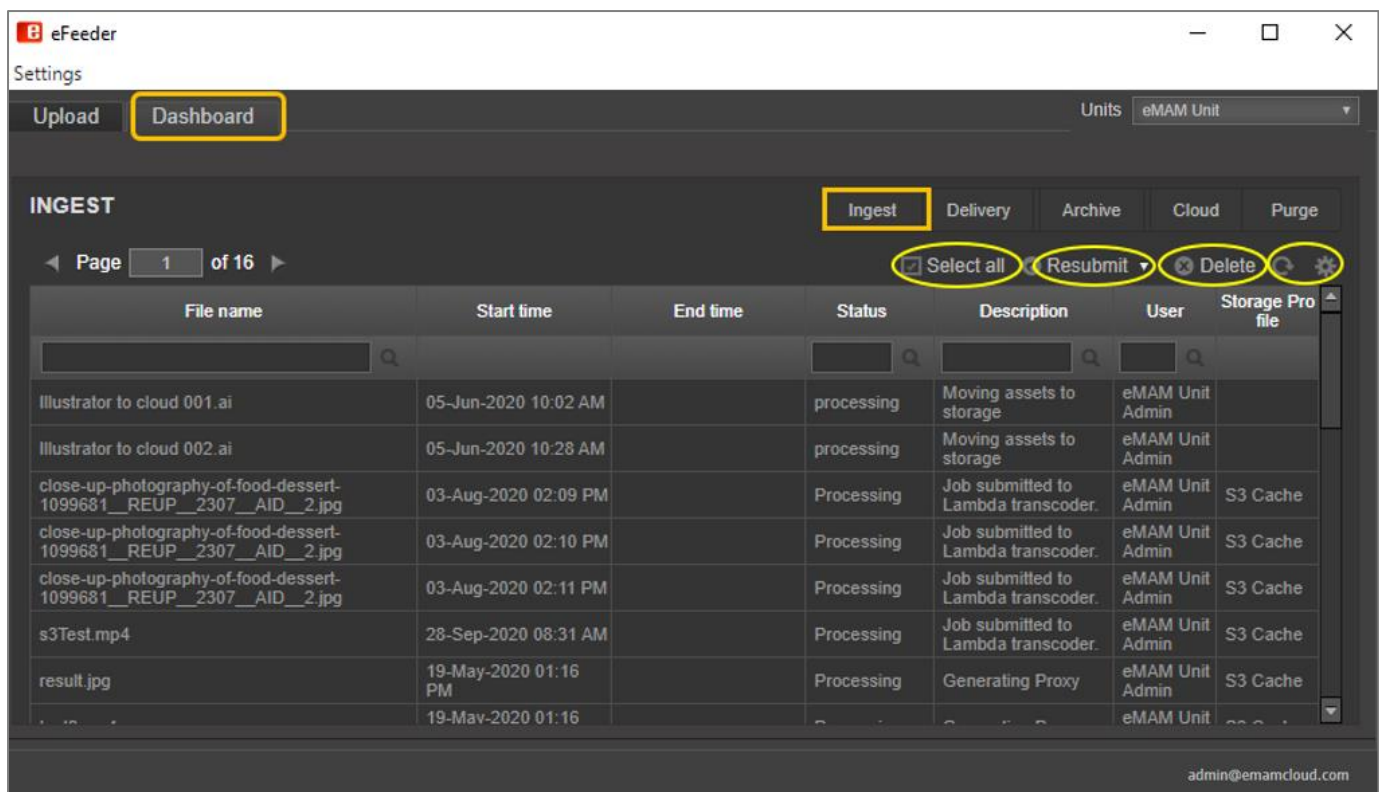 eFeeder
Settings
Upload Dashboard Units eMAM Unit
INGEST Ingest Delivery Archive Cloud Purge
Page 1 of 16 Select all Resubmit Delete
File name Start time End time Status Description User Storage Pro
file
Illustrator to cloud 001.ai 05-Jun-2020 10:02 AM processing Moving assets to eMAM Unit
storage Admin
Illustrator to cloud 002.ai 05-Jun-2020 10:28 AM processing Moving assets to eMAM Unit
storage Admin
close-up-photography-of-food-dessert- 03-Aug-2020 02:09 PM Processing Job submitted to eMAM Unit S3 Cache
1099681__REUP__2307__AID__2.jpg Lambda transcoder. Admin
close-up-photography-of-food-dessert- 03-Aug-2020 02:10 PM Processing Job submitted to eMAM Unit S3 Cache
1099681__REUP__2307__AID__2.jpg Lambda transcoder. Admin
close-up-photography-of-food-dessert- 03-Aug-2020 02:11 PM Processing Job submitted to eMAM Unit S3 Cache
1099681__REUP__2307__AID__2.jpg Lambda transcoder. Admin
s3Test.mp4 28-Sep-2020 08:31 AM Processing Job submitted to eMAM Unit S3 Cache
Lambda transcoder. Admin
result.jpg 19-May-2020 01:16 Processing Generating Proxy eMAM Unit S3 Cache
PM Admin
19-May-2020 01:16 eMAM Unit
admin@emamcloud.com